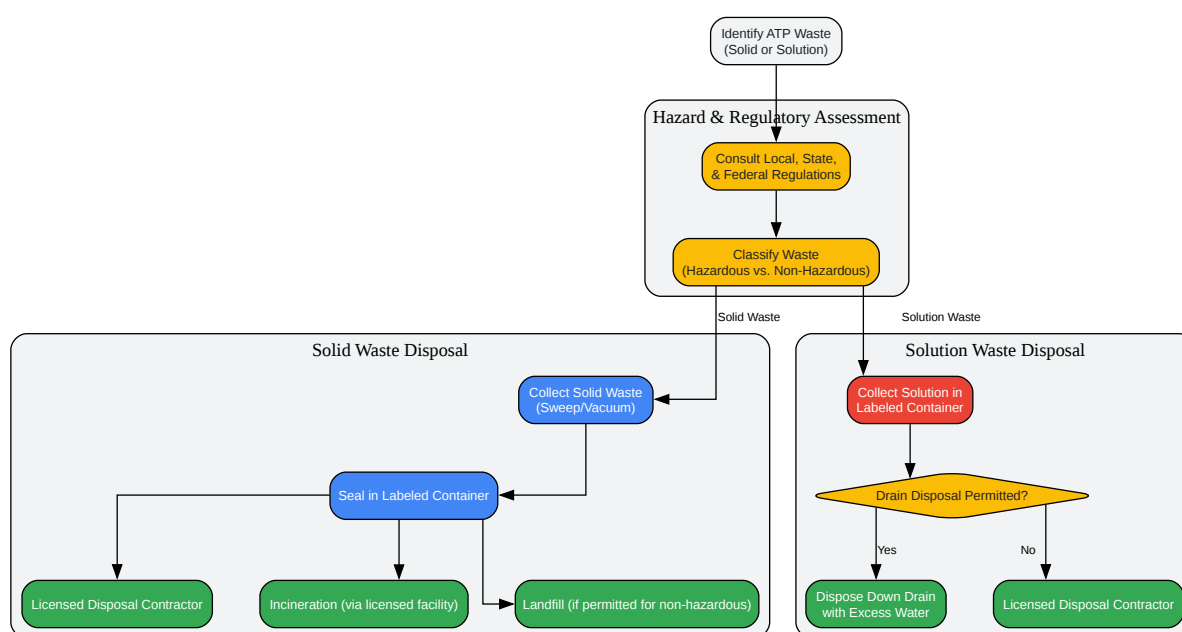 Identify ATP Waste
(Solid or Solution)
Hazard & Regulatory Assessment
Consult Local, State,
& Federal Regulations
Classify Waste
(Hazardous vs. Non-Hazardous)
Solid Waste
Solution Waste
Solid Waste Disposal
Collect Solid Waste
(Sweep/Vacuum)
Seal in Labeled Container
Licensed Disposal Contractor
Incineration (via licensed facility)
Landfill (if permitted for non-hazardous)
Solution Waste Disposal
Collect Solution in
Labeled Container
Drain Disposal Permitted?
Yes
No
Dispose Down Drain
with Excess Water
Licensed Disposal Contractor